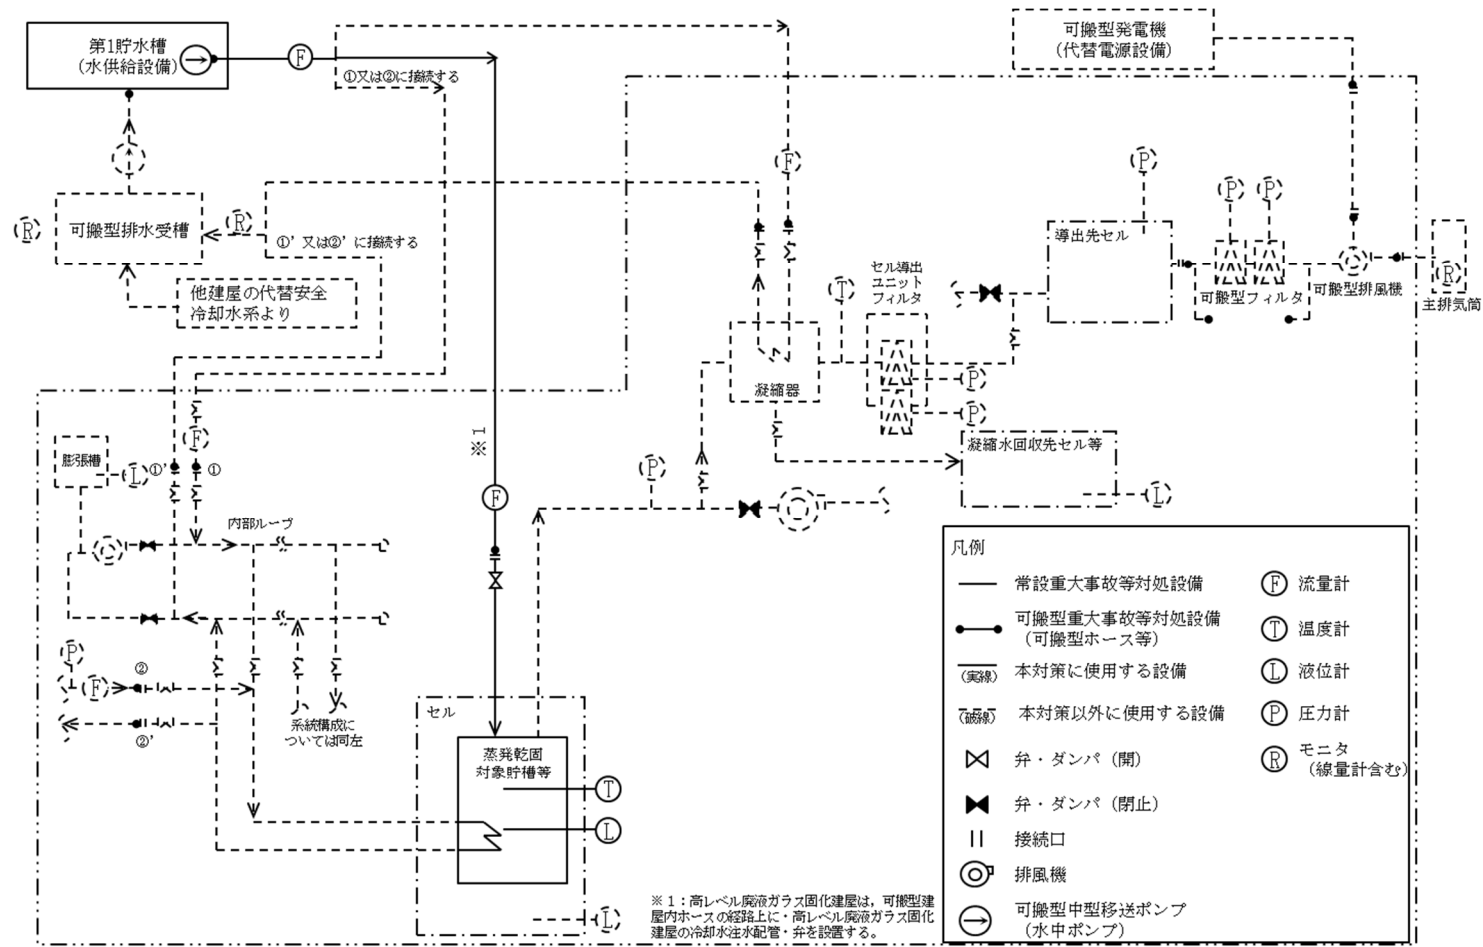 第1貯水槽
(水供給設備)
F
①又は②に接続する
可搬型発電機
(代替電源設備)
F
P
P
P
R
可搬型排水受槽
R
①’又は②’に接続する
導出先セル
R
他建屋の代替安全
冷却水系より
セル導出
ユニット
フィルタ
T
可搬型フィルタ
可搬型排風機
主排気筒
凝縮器
P
P
F
※1
膨張槽
L
①’
①
P
凝縮水回収先セル等
L
F
内部ループ
P
②
F
②’
系統構成に
ついては同左
セル
蒸発乾固
対象貯槽等
T
L
L
※1:高レベル廃液ガラス固化建屋は,可搬型建
屋内ホースの経路上に・高レベル廃液ガラス固化
建屋の冷却水注水配管・弁を設置する。
凡例
常設重大事故等対処設備
可搬型重大事故等対処設備
(可搬型ホース等)
(実線)
本対策に使用する設備
(破線)
本対策以外に使用する設備
弁・ダンパ(開)
弁・ダンパ(閉止)
接続口
排風機
可搬型中型移送ポンプ
(水中ポンプ)
F 流量計
T 温度計
L 液位計
P 圧力計
R モニタ
(線量計含む)